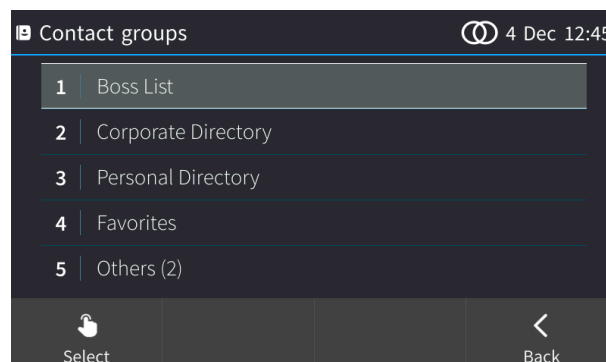 Contact groups 4 Dec 12:45
1 Boss List
2 Corporate Directory
3 Personal Directory
4 Favorites
5 Others (2)
Select Back